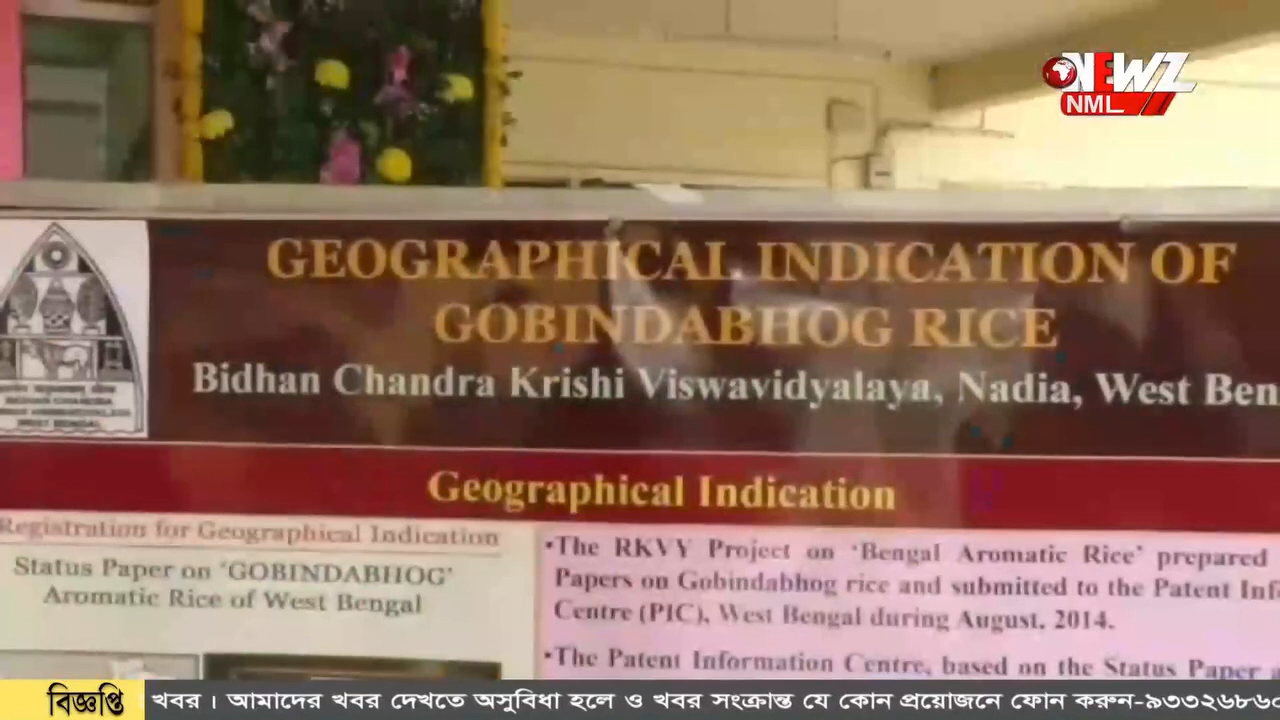 NEWZ
NML
GEOGRAPHICAL INDICATION OF
GOBINDABHOG RICE
Bidhan Chandra Krishi Viswavidyalaya, Nadia, West Ben
Geographical Indication
Registration for Geographical Indication
Status Paper on 'GOBINDABHOG'
Aromatic Rice of West Bengal
•The RKVY Project on 'Bengal Aromatic Rice' prepared
Papers on Gobindabhog rice and submitted to the Patent Inf
Centre (PIC), West Bengal during August, 2014.
•The Patent Information Centre, based on the Status Paper
বিজ্ঞপ্তি
খবর । আমাদের খবর দেখতে অসুবিধা হলে ও খবর সংক্রান্ত যে কোন প্রয়োজনে ফোন করুন-৯৩৩২৬৮৬